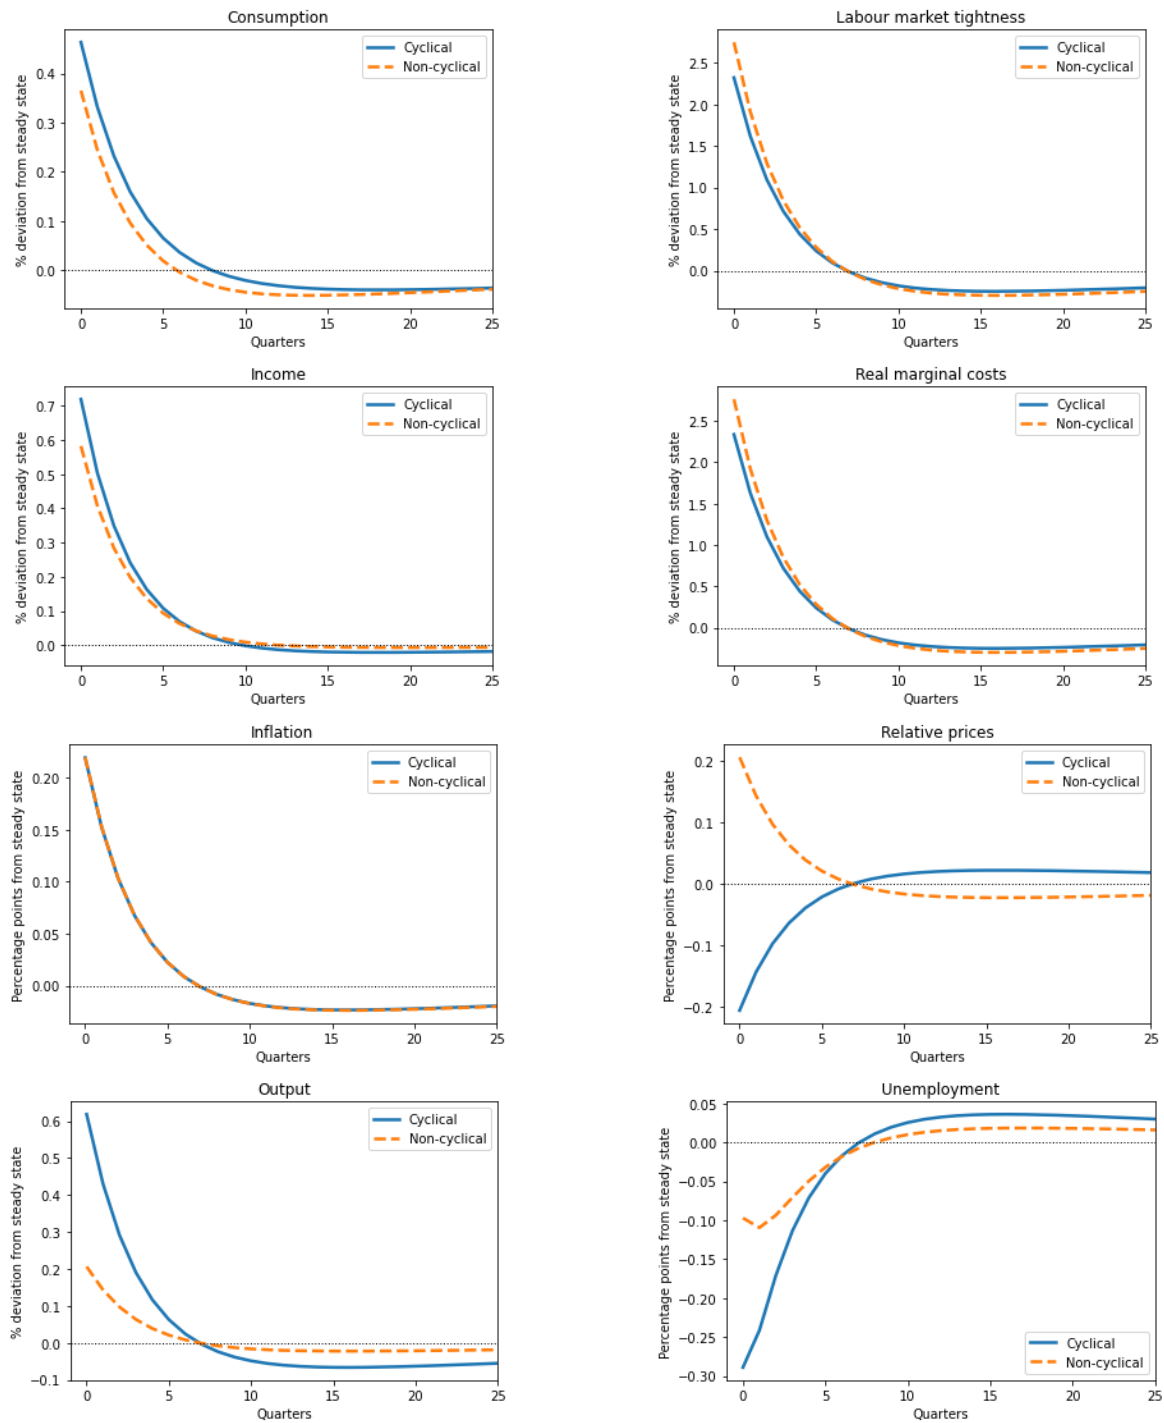 Consumption
% deviation from steady state
0.4
0.3
0.2
0.1
0.0
Cyclical
Non-cyclical
0 5 10 15 20 25
Quarters
Labour market tightness
% deviation from steady state
2.5
2.0
1.5
1.0
0.5
0.0
Cyclical
Non-cyclical
0 5 10 15 20 25
Quarters
Income
% deviation from steady state
0.7
0.6
0.5
0.4
0.3
0.2
0.1
0.0
Cyclical
Non-cyclical
0 5 10 15 20 25
Quarters
Real marginal costs
% deviation from steady state
2.5
2.0
1.5
1.0
0.5
0.0
Cyclical
Non-cyclical
0 5 10 15 20 25
Quarters
Inflation
Percentage points from steady state
0.20
0.15
0.10
0.05
0.00
Cyclical
Non-cyclical
0 5 10 15 20 25
Quarters
Relative prices
Percentage points from steady state
0.2
0.1
0.0
−0.1
−0.2
Cyclical
Non-cyclical
0 5 10 15 20 25
Quarters
Output
% deviation from steady state
0.6
0.5
0.4
0.3
0.2
0.1
0.0
−0.1
Cyclical
Non-cyclical
0 5 10 15 20 25
Quarters
Unemployment
Percentage points from steady state
0.05
0.00
−0.05
−0.10
−0.15
−0.20
−0.25
−0.30
Cyclical
Non-cyclical
0 5 10 15 20 25
Quarters